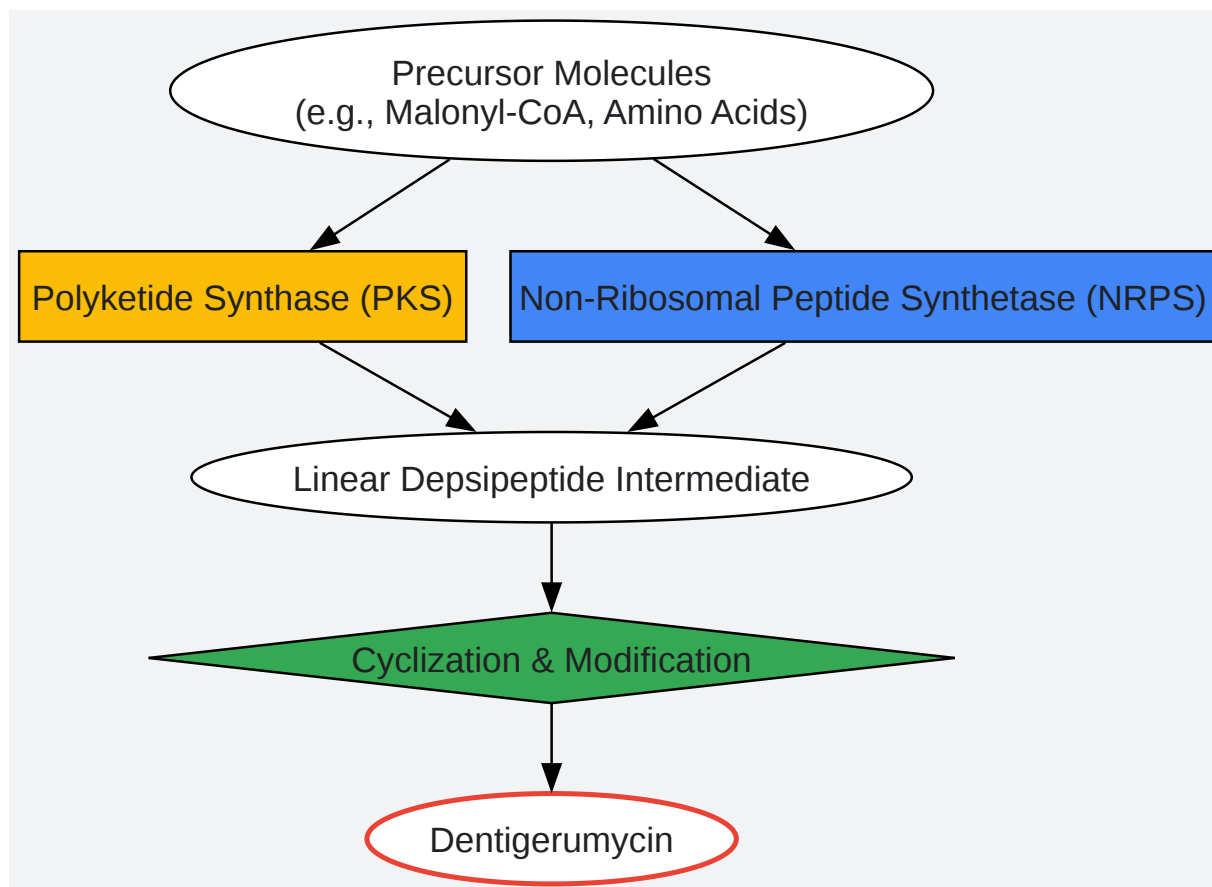 Precursor Molecules
(e.g., Malonyl-CoA, Amino Acids)
Polyketide Synthase (PKS)
Non-Ribosomal Peptide Synthetase (NRPS)
Linear Depsipeptide Intermediate
Cyclization & Modification
Dentigerumycin